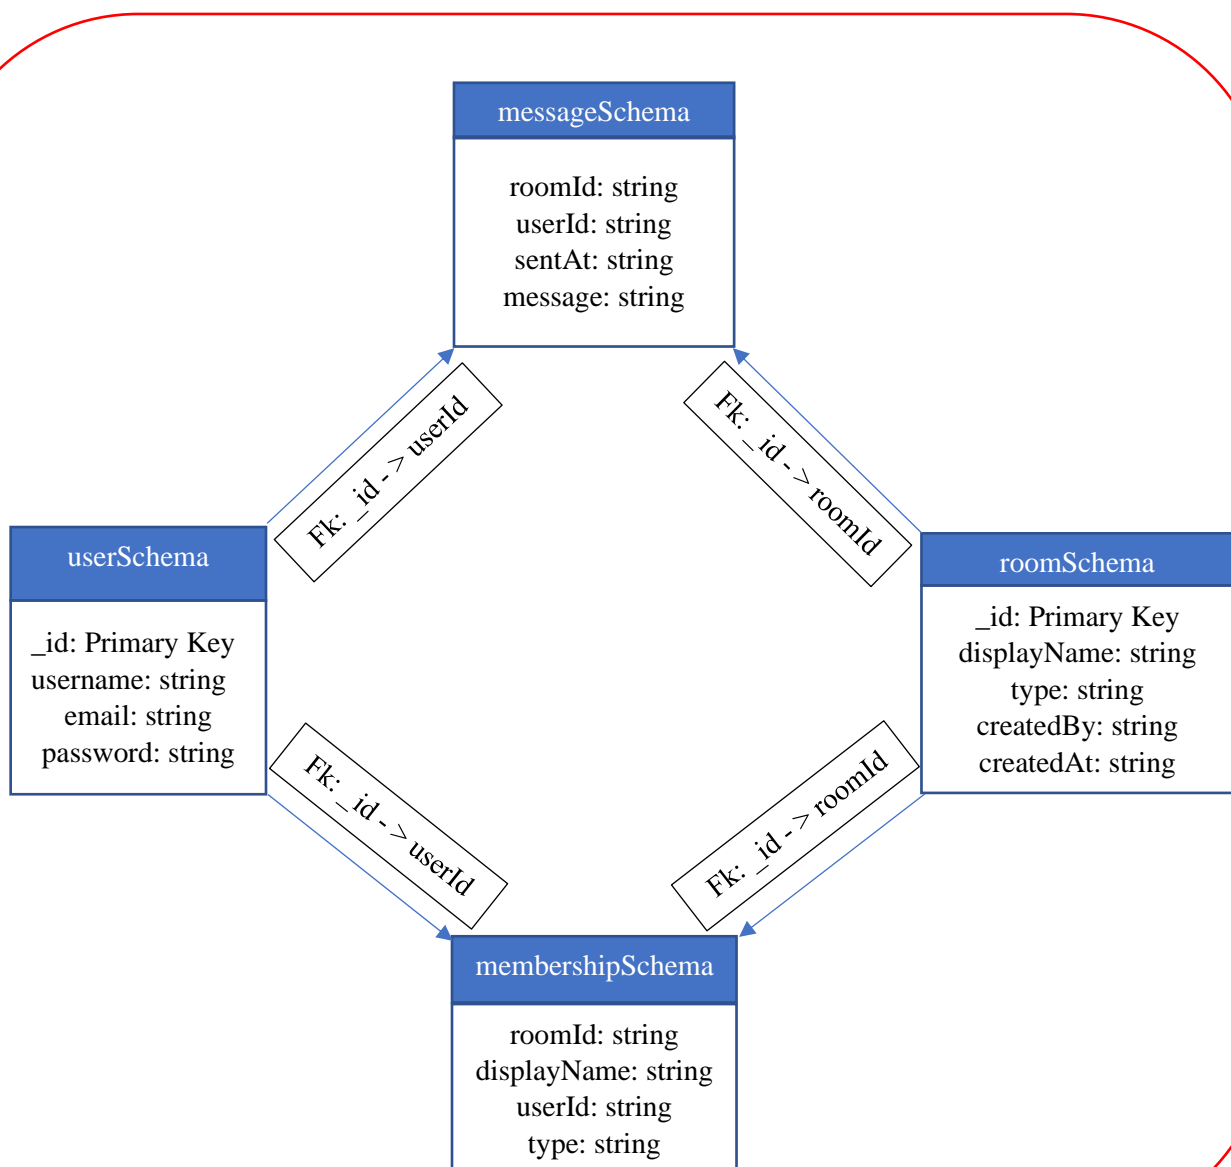 messageSchema
roomId: string
userId: string
sentAt: string
message: string
Fk: _id - > userId
Fk: _id - > roomId
userSchema
_id: Primary Key
username: string
email: string
password: string
roomSchema
_id: Primary Key
displayName: string
type: string
createdBy: string
createdAt: string
Fk: _id - > userId
Fk: _id - > roomId
membershipSchema
roomId: string
displayName: string
userId: string
type: string